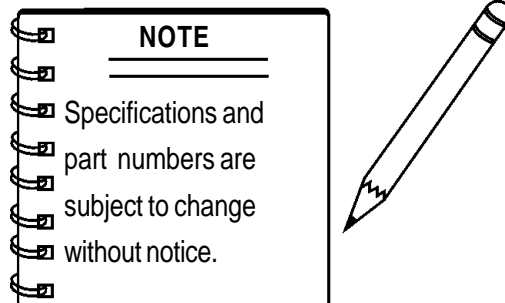 NOTE
Specifications and
part numbers are
subject to change
without notice.